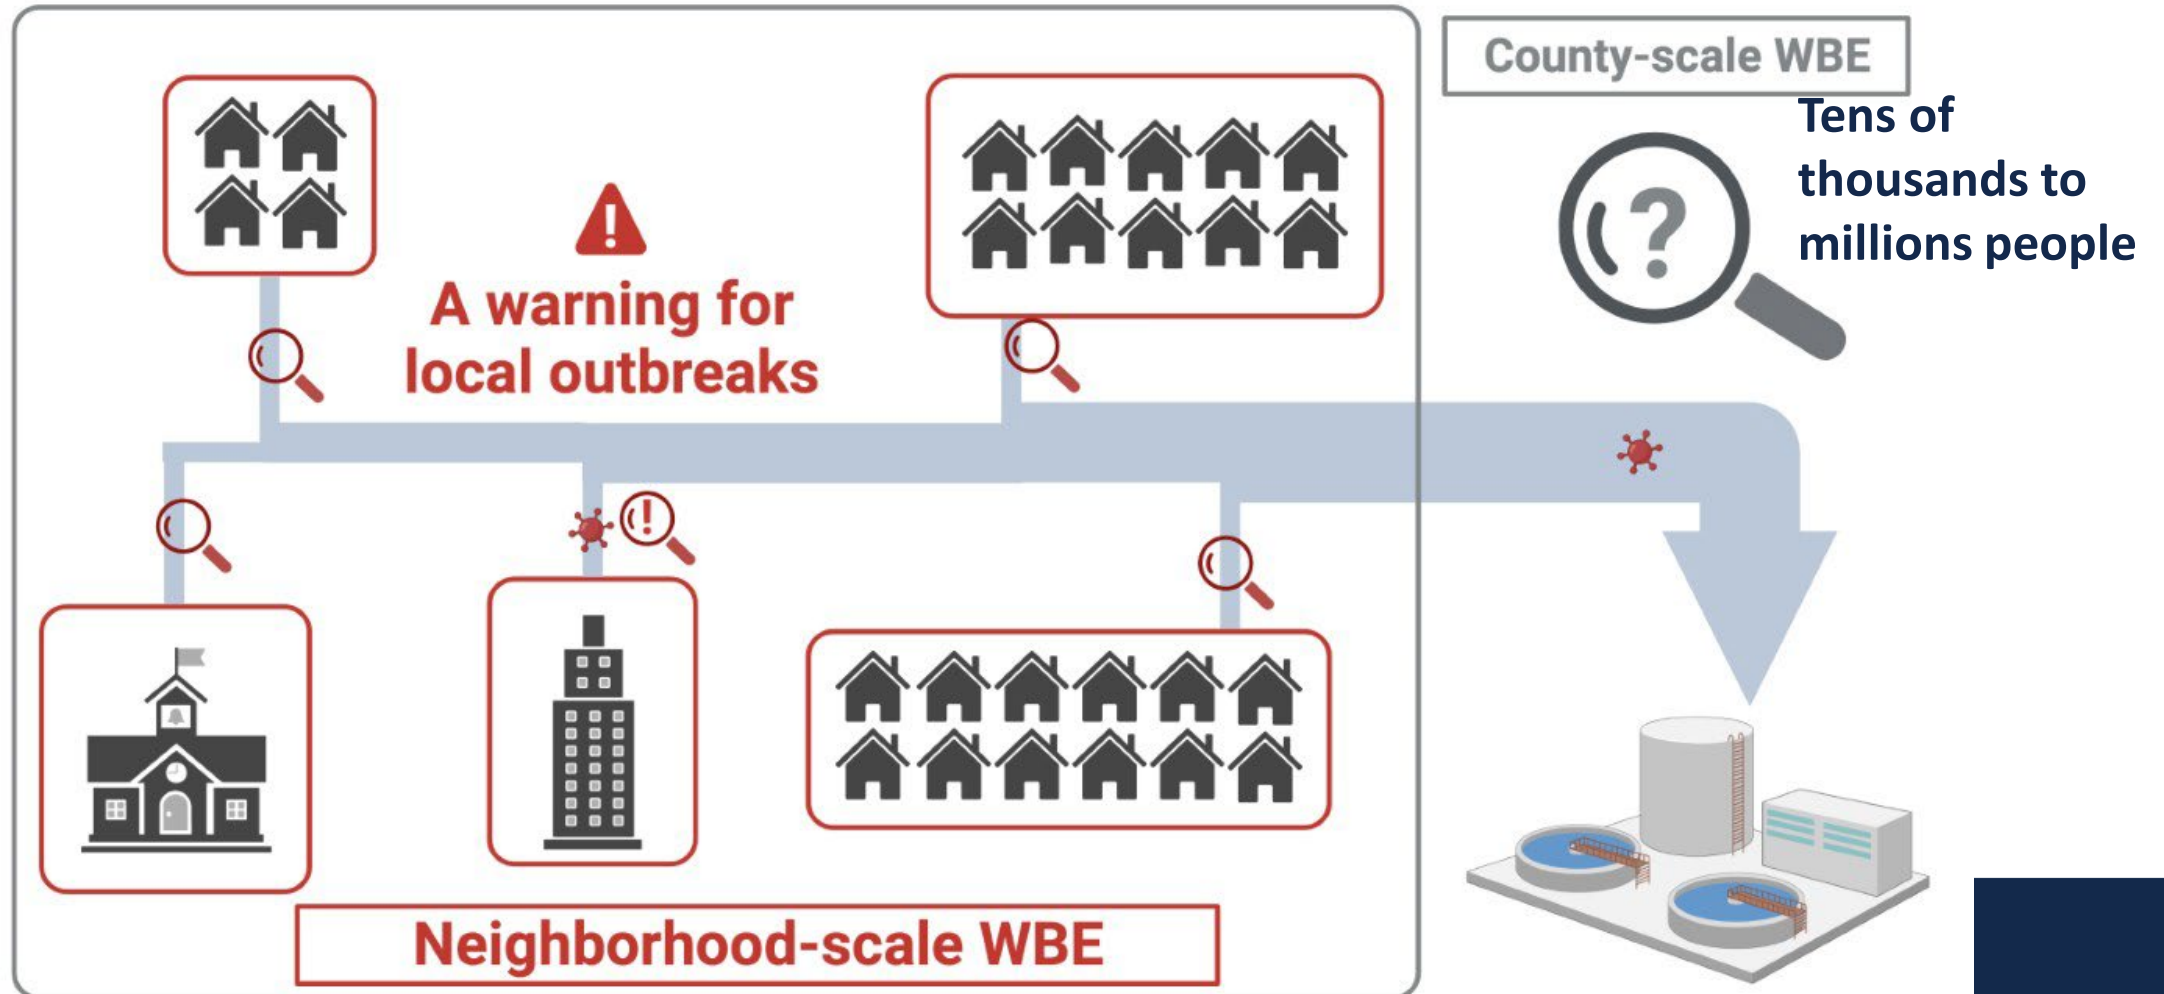 County-scale WBE
Tens of
thousands to
millions people
?
!
A warning for
local outbreaks
!
Neighborhood-scale WBE